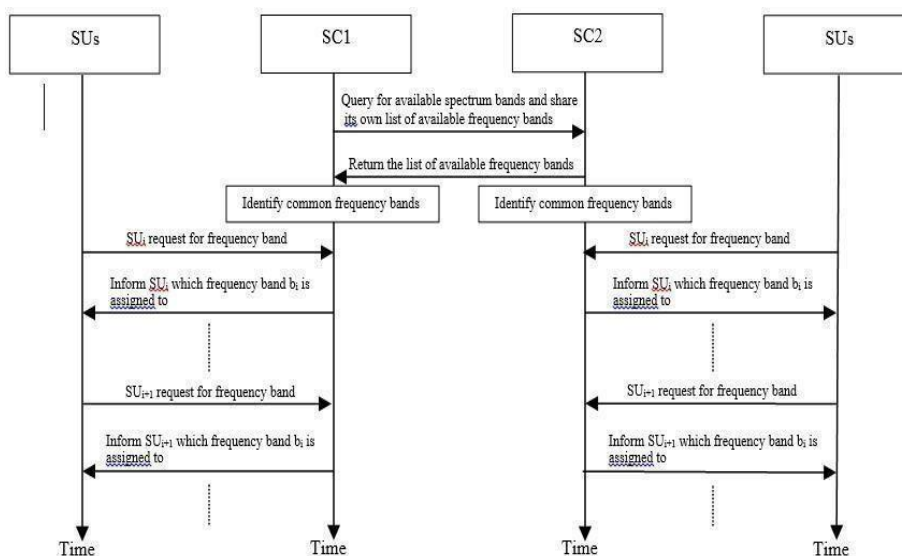 SUs
SC1
SC2
SUs
Query for available spectrum bands and share
its own list of available frequency bands
Return the list of available frequency bands
Identify common frequency bands
Identify common frequency bands
SUi request for frequency band
SUi request for frequency band
Inform SUi which frequency band bi is
assigned to
Inform SUi which frequency band bi is
assigned to
SUi+1 request for frequency band
SUi+1 request for frequency band
Inform SUi+1 which frequency band bi is
assigned to
Inform SUi+1 which frequency band bi is
assigned to
Time
Time
Time
Time